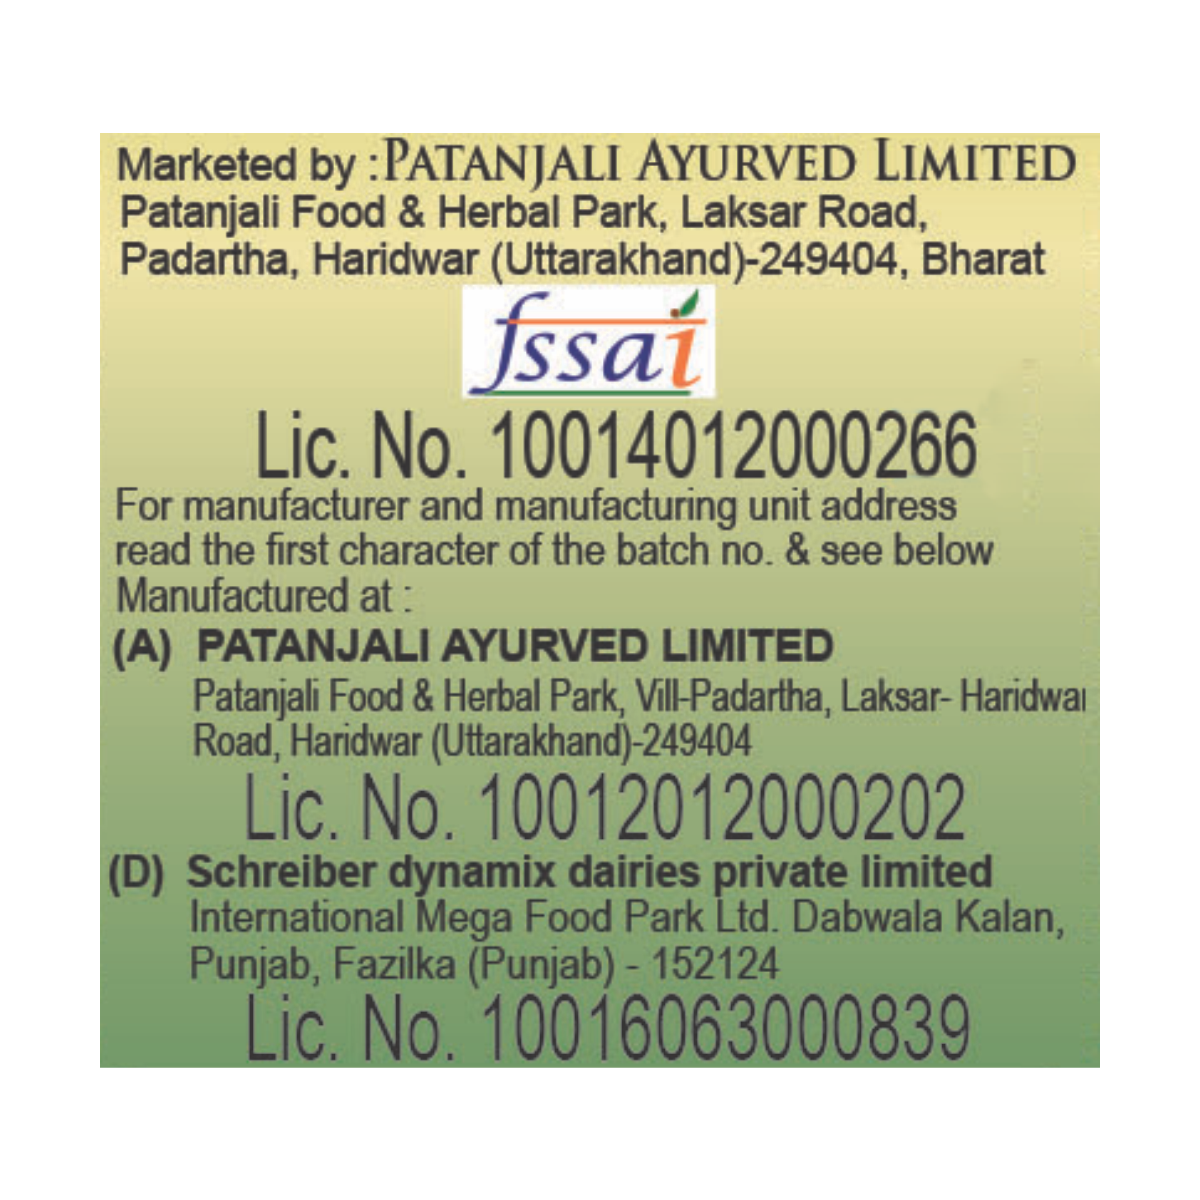 Marketed by :PATANJALI AYURVED LIMITED
Patanjali Food & Herbal Park, Laksar Road,
Padartha, Haridwar (Uttarakhand)-249404, Bharat
fssai
Lic. No. 10014012000266
For manufacturer and manufacturing unit address
read the first character of the batch no. & see below
Manufactured at :
(A) PATANJALI AYURVED LIMITED
Patanjali Food & Herbal Park, Vill-Padartha, Laksar- Haridwar
Road, Haridwar (Uttarakhand)-249404
Lic. No. 10012012000202
(D) Schreiber dynamix dairies private limited
International Mega Food Park Ltd. Dabwala Kalan,
Punjab, Fazilka (Punjab) - 152124
Lic. No. 10016063000839